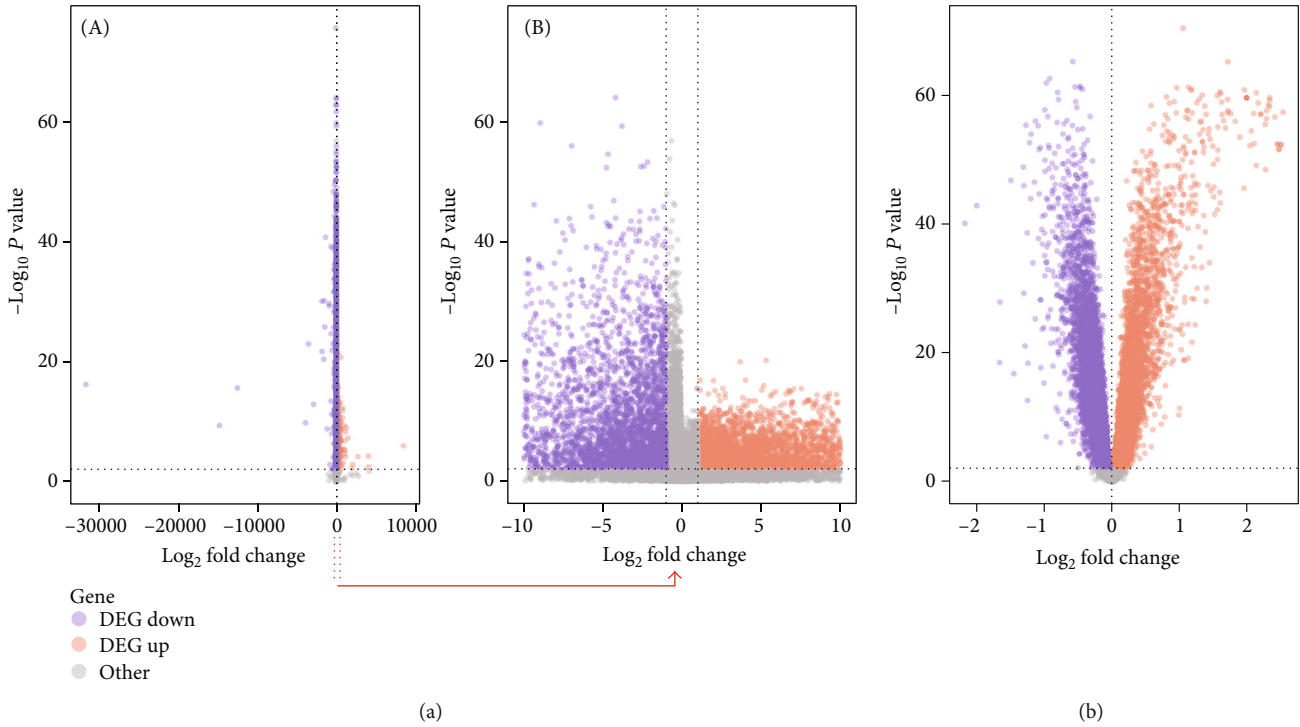 (A)
−Log₁₀ P value
60
40
20
0
−30000 −20000 −10000 0 10000
Log₂ fold change
(B)
−Log₁₀ P value
60
40
20
0
−10 −5 0 5 10
Log₂ fold change
−Log₁₀ P value
60
40
20
0
−2 −1 0 1 2
Log₂ fold change
Gene
DEG down
DEG up
Other
(a)
(b)